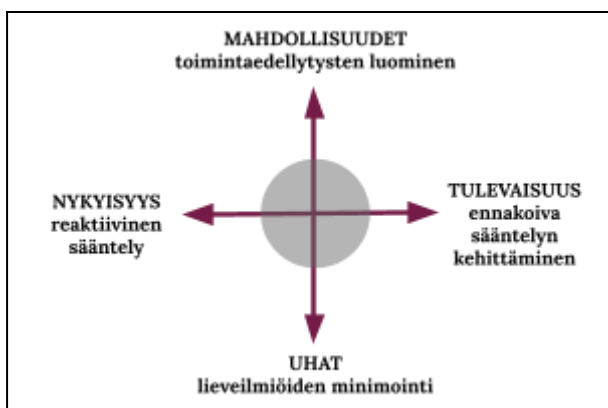 MAHDOLLISUUDET
toimintaedellytysten luominen
NYKYISYYS
reaktiivinen
sääntely
TULEVAISUUS
ennakoiva
sääntelyn
kehittäminen
UHAT
lieveilmiöiden minimointi